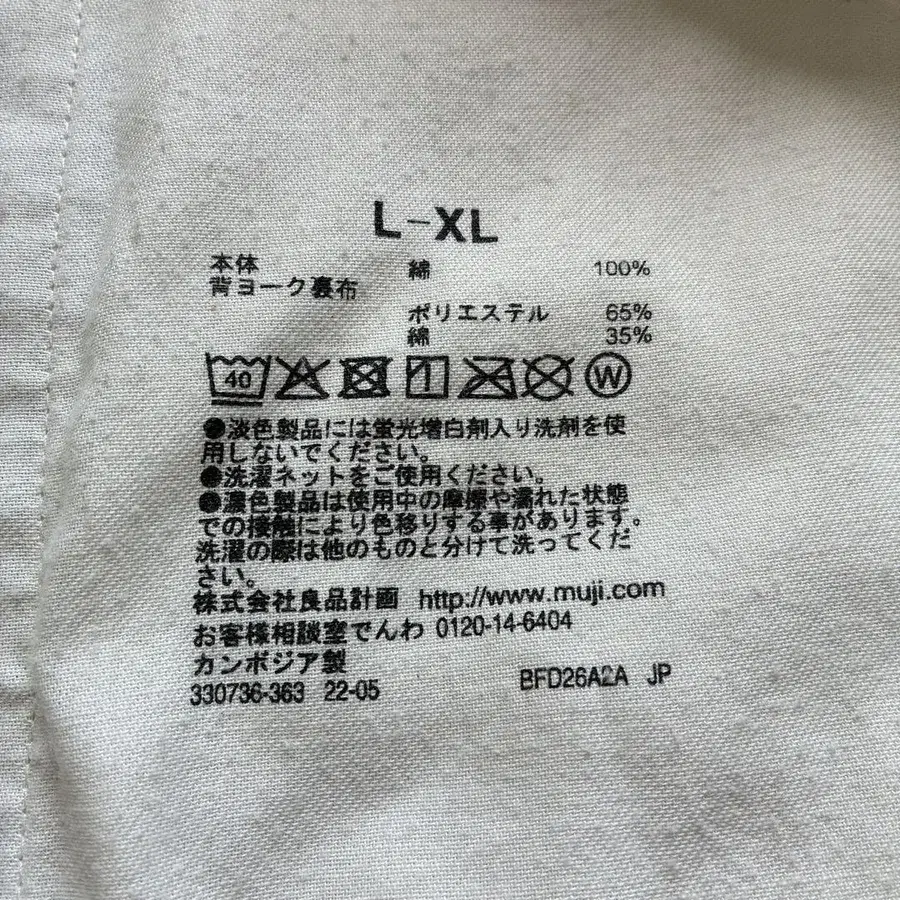 L-XL
本体 綿 100%
背ヨーク裏布
ポリエステル 65%
綿 35%
40 W
●淡色製品には蛍光増白剤入り洗剤を使
用しないでください。
●洗濯ネットをご使用ください。
●濃色製品は使用中の摩擦や濡れた状態
での接触により色移りする事があります。
洗濯の際は他のものと分けて洗ってくだ
さい。
株式会社良品計画 http://www.muji.com
お客様相談室でんわ 0120-14-6404
カンボジア製
330736-363 22-05 BFD26A2A JP